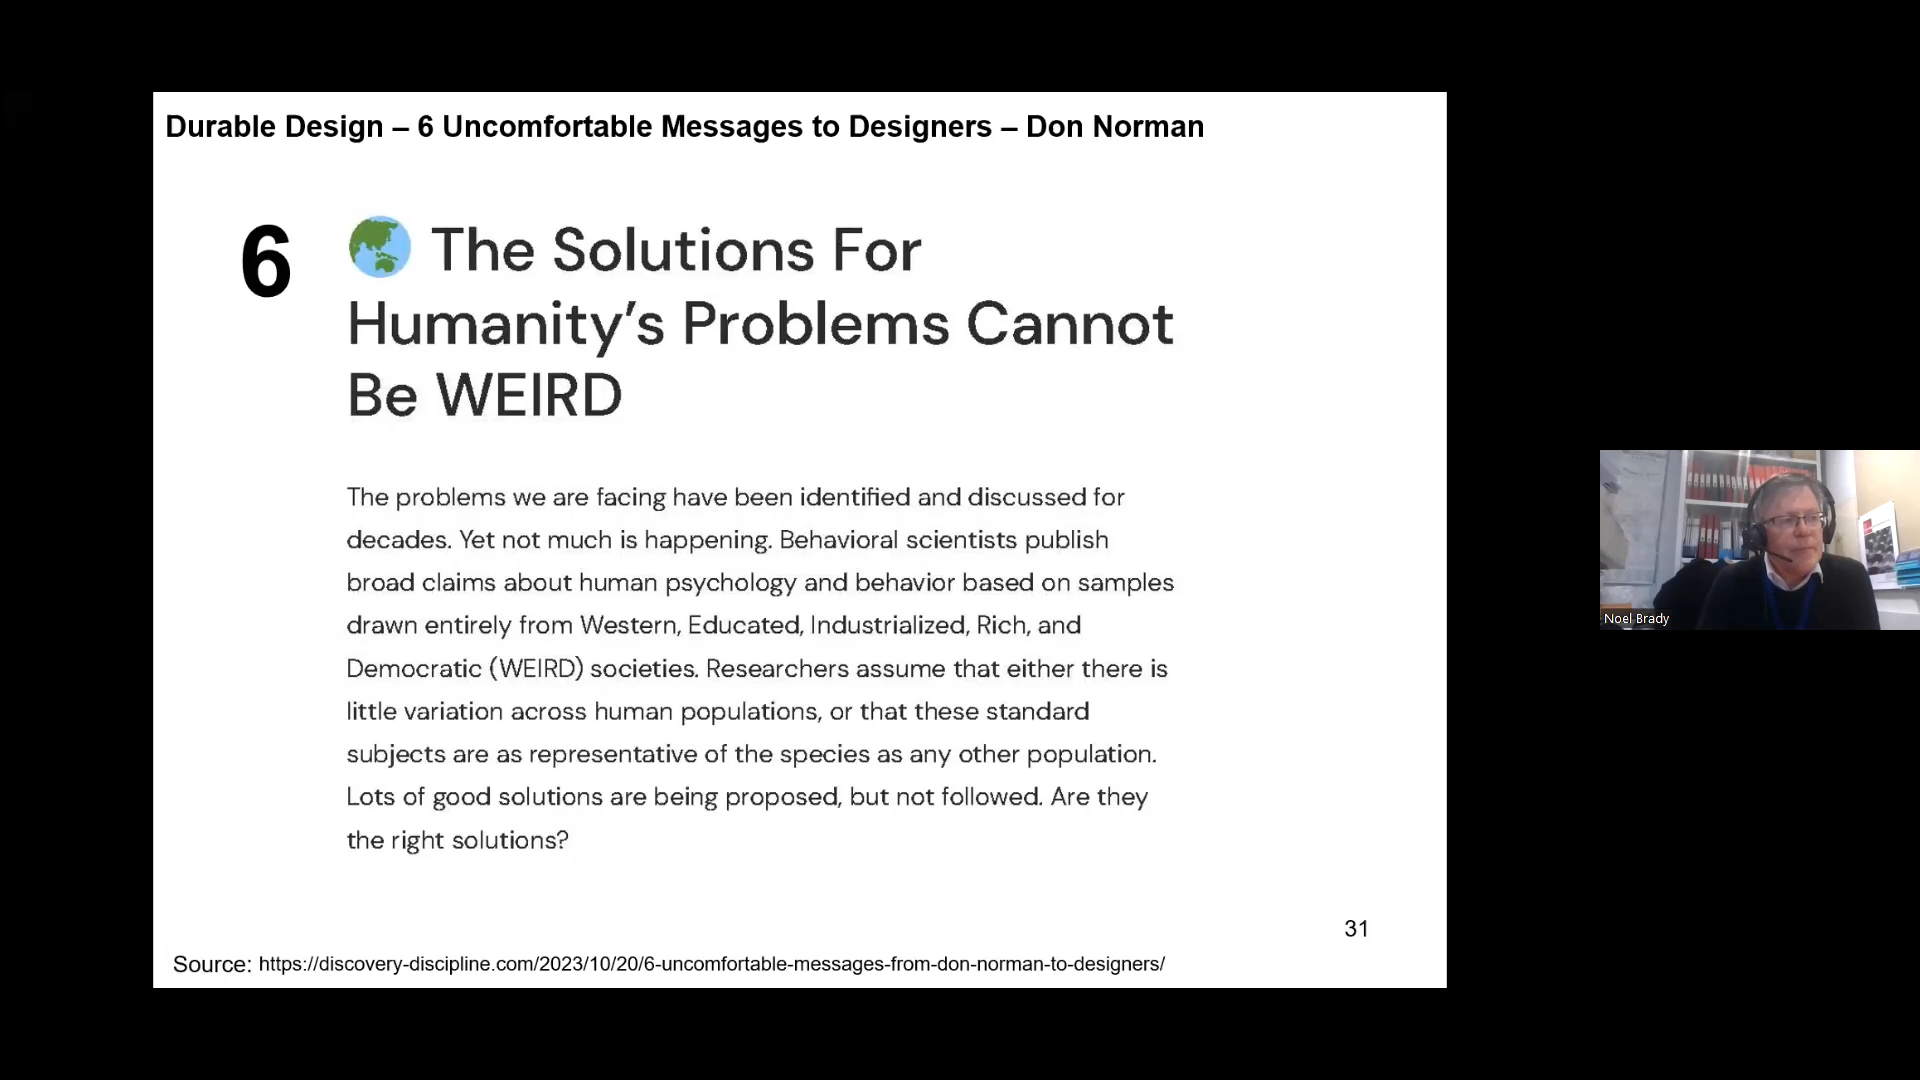 Durable Design – 6 Uncomfortable Messages to Designers – Don Norman
6
The Solutions For
Humanity’s Problems Cannot
Be WEIRD
The problems we are facing have been identified and discussed for
decades. Yet not much is happening. Behavioral scientists publish
broad claims about human psychology and behavior based on samples
drawn entirely from Western, Educated, Industrialized, Rich, and
Democratic (WEIRD) societies. Researchers assume that either there is
little variation across human populations, or that these standard
subjects are as representative of the species as any other population.
Lots of good solutions are being proposed, but not followed. Are they
the right solutions?
31
Source: https://discovery-discipline.com/2023/10/20/6-uncomfortable-messages-from-don-norman-to-designers/
Noel Brady